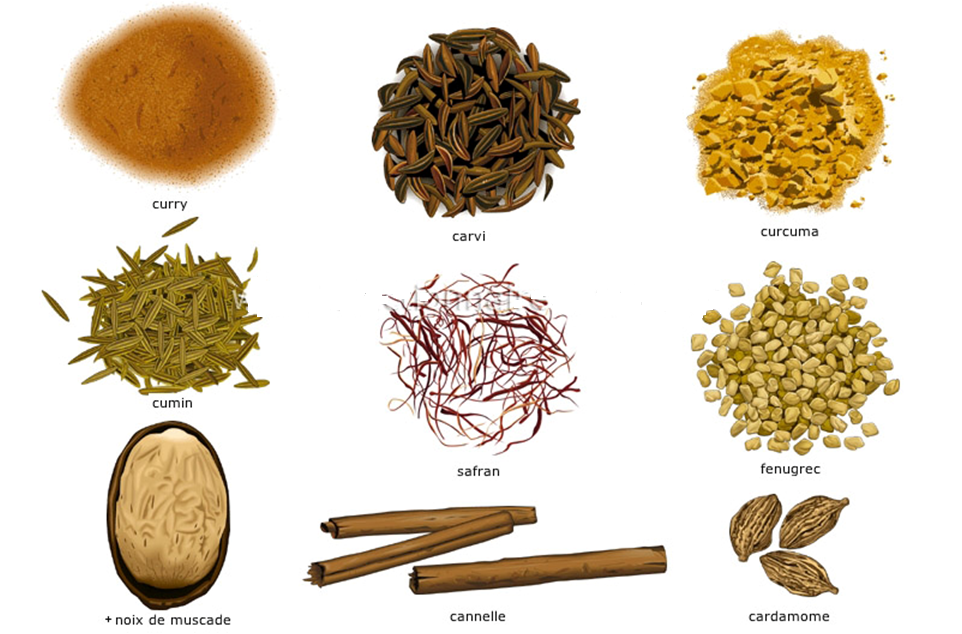 curry
carvi
curcuma
cumin
safran
fenugrec
+ noix de muscade
cannelle
cardamome